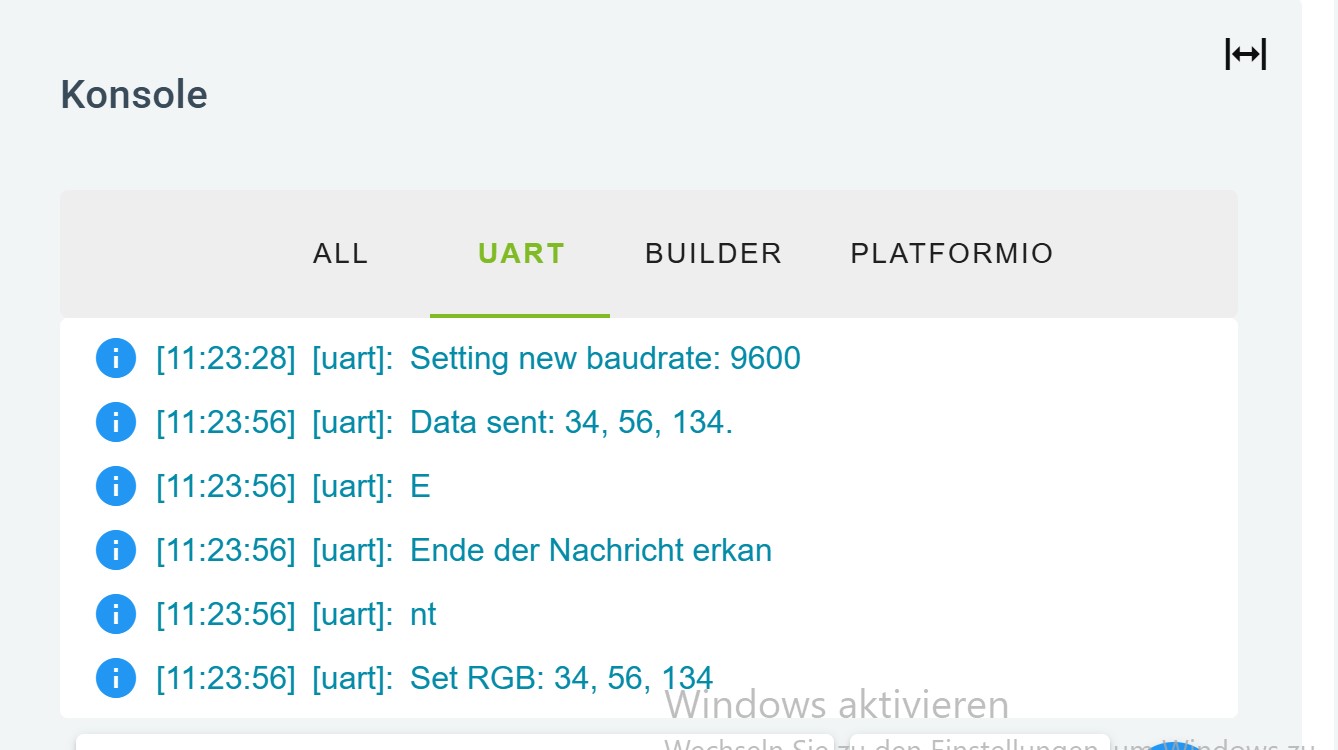 Konsole
ALL UART BUILDER PLATFORMIO
[11:23:28] [uart]: Setting new baudrate: 9600
[11:23:56] [uart]: Data sent: 34, 56, 134.
[11:23:56] [uart]: E
[11:23:56] [uart]: Ende der Nachricht erkan
[11:23:56] [uart]: nt
[11:23:56] [uart]: Set RGB: 34, 56, 134
Windows aktivieren
Wechseln Sie zu den Einstellungen, um Windows zu